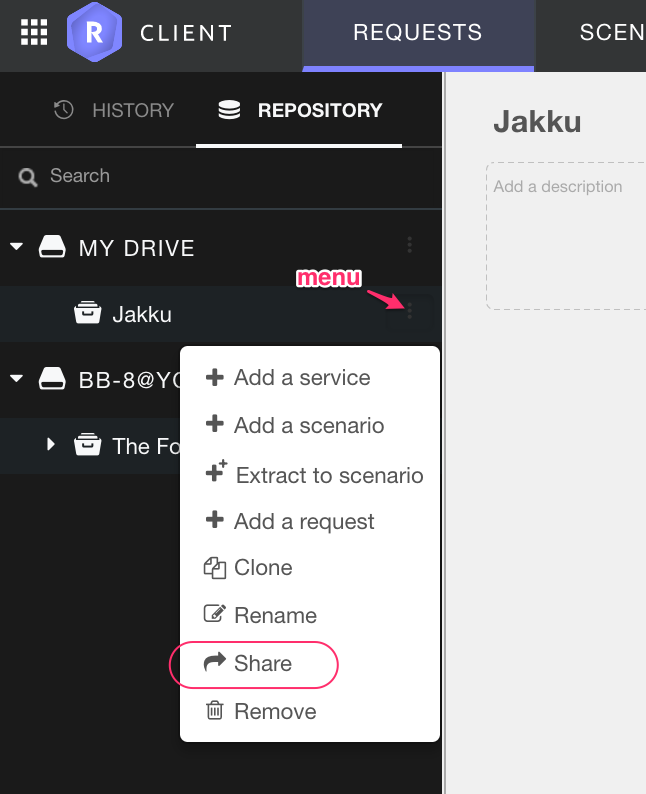 R CLIENT REQUESTS SCEN
HISTORY REPOSITORY
Jakku
Search
Add a description
MY DRIVE
menu
Jakku
BB-8@YO
The Fo
Add a service
Add a scenario
Extract to scenario
Add a request
Clone
Rename
Share
Remove